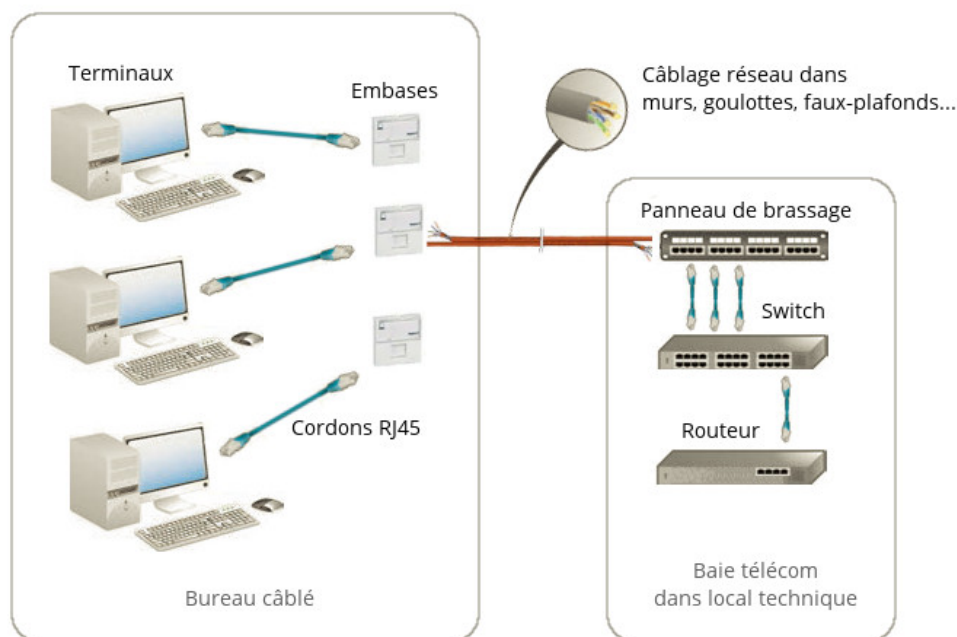 Terminaux
Embases
Câblage réseau dans
murs, goulottes, faux-plafonds...
Panneau de brassage
Switch
Cordons RJ45
Routeur
Bureau câblé
Baie télécom
dans local technique